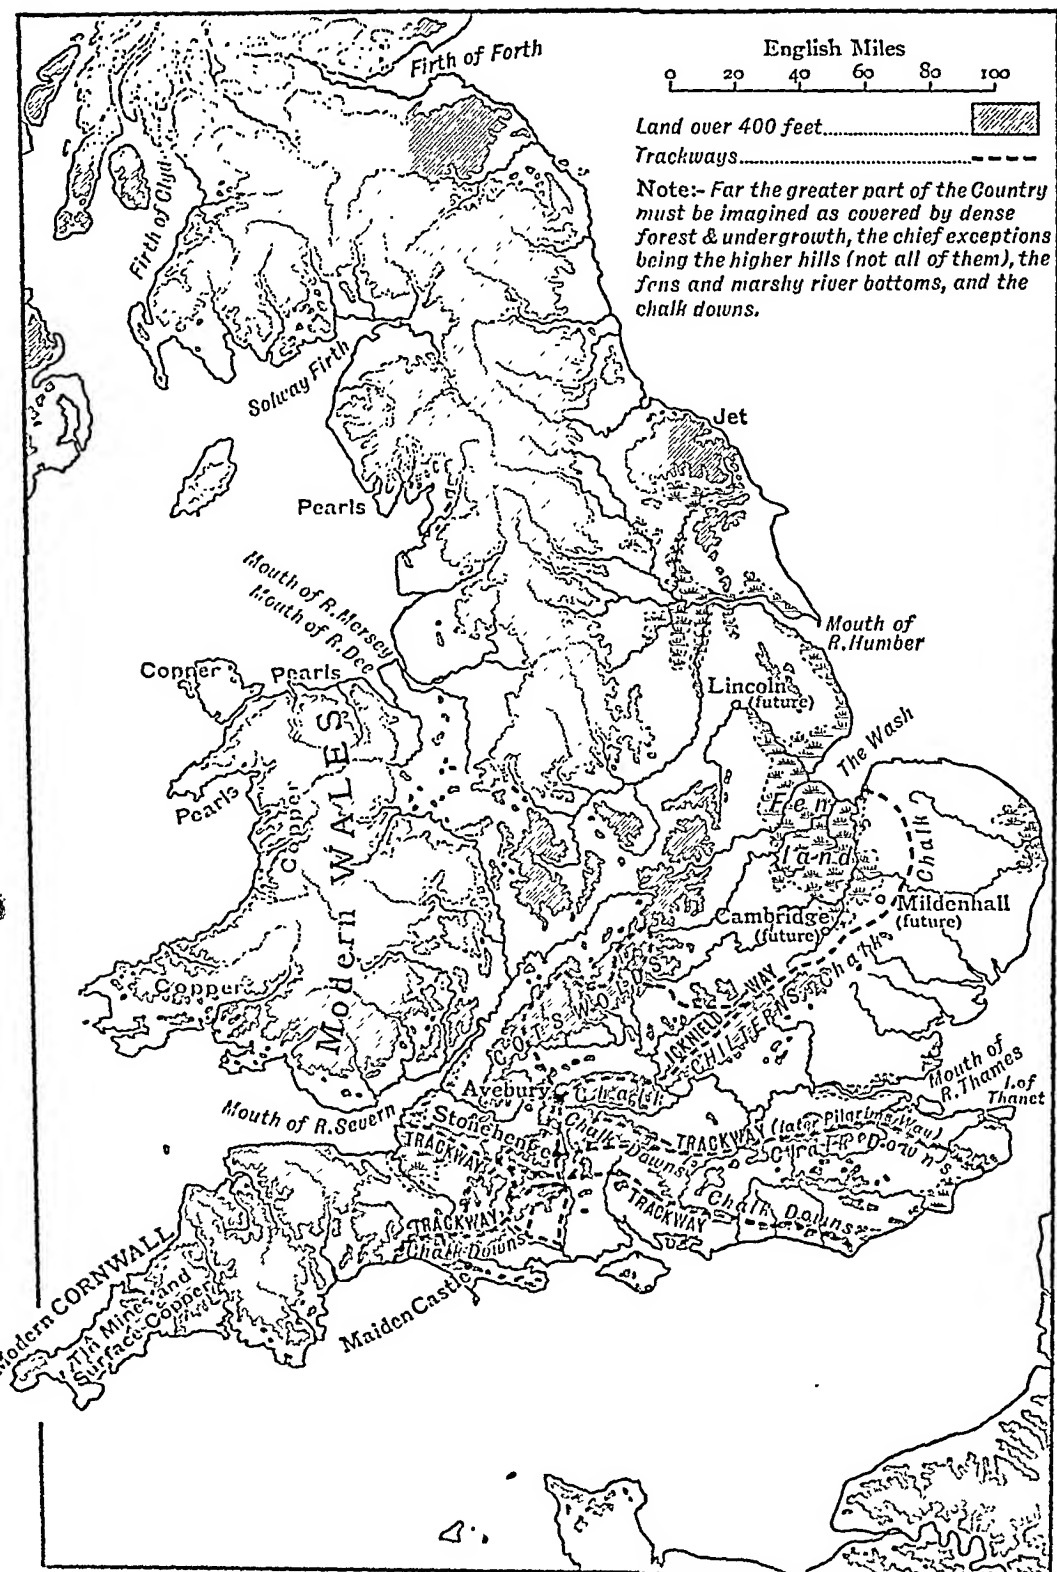 Firth of Forth
English Miles
0 20 40 60 80 100
Land over 400 feet
Trackways
Note:- Far the greater part of the Country
must be imagined as covered by dense
forest & undergrowth, the chief exceptions
being the higher hills (not all of them), the
fens and marshy river bottoms, and the
chalk downs.
Firth of Clyd
Solway Firth
Jet
Pearls
Mouth of R. Mersey
Mouth of R. Dee
Mouth of
R. Humber
Copper
Pearls
Lincoln
(future)
The Wash
Pearls
Copper
Modern WALES
Fen
land
Chalk
Mildenhall
(future)
Cambridge
(future)
Copper
COTSWOLDS
ICKNIELD WAY
CHILTERNS
Chalk
Mouth of
R. Thames
I. of
Thanet
Avebury
Chalk
Mouth of R. Severn
Stonehenge
TRACKWAY
Chalk Downs
TRACKWAY (later Pilgrims Way)
Chalk Downs
TRACKWAY
Chalk Downs
TRACKWAY
Chalk Downs
Maiden Castle
Modern CORNWALL
Tin Mines and
Surface Copper